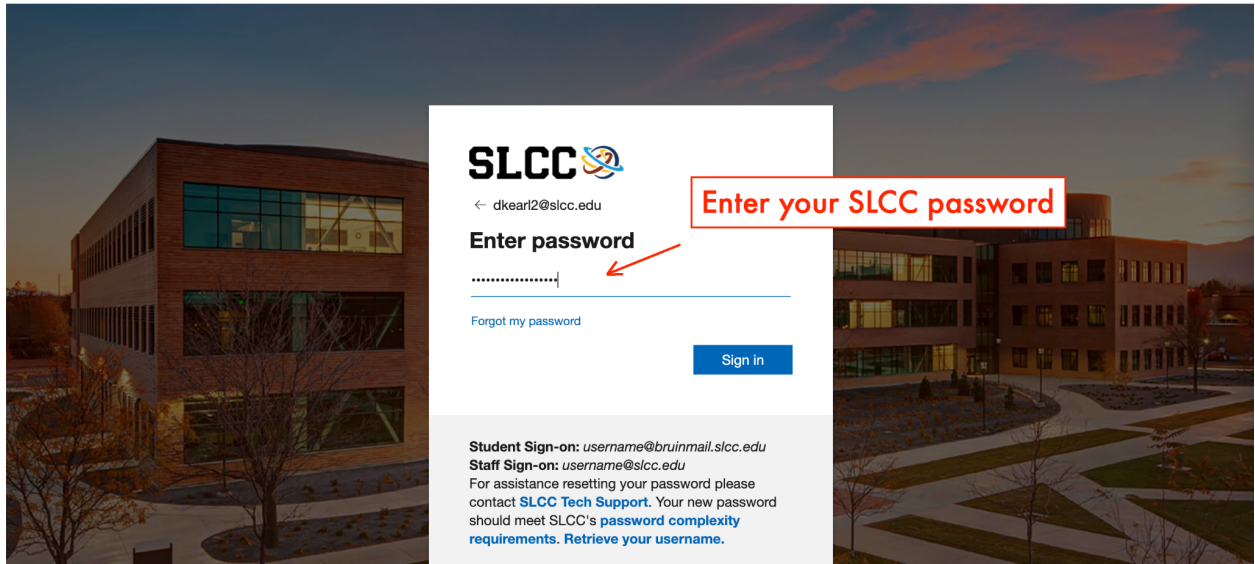 SLCC
← dkearl2@slcc.edu
Enter your SLCC password
Enter password
••••••••••••••••••
Forgot my password
Sign in
Student Sign-on: username@bruinmail.slcc.edu
Staff Sign-on: username@slcc.edu
For assistance resetting your password please
contact SLCC Tech Support. Your new password
should meet SLCC's password complexity
requirements. Retrieve your username.